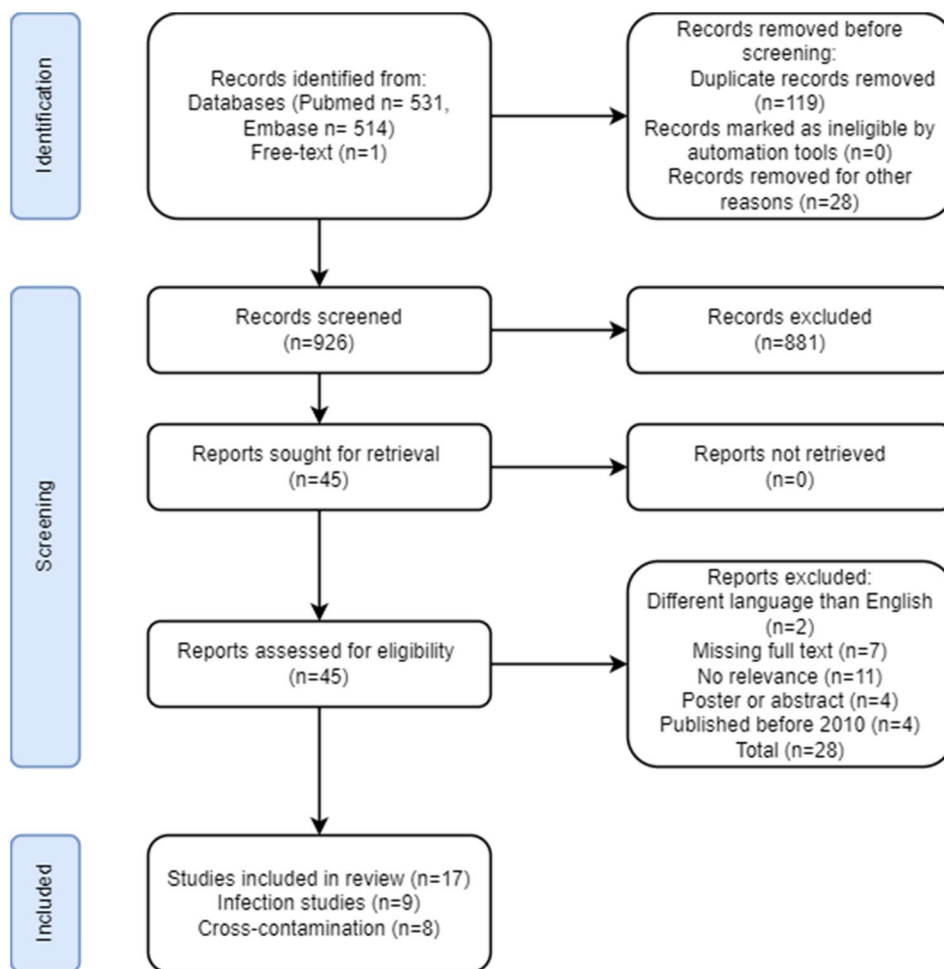 Identification
Records identified from:
Databases (Pubmed n= 531,
Embase n= 514)
Free-text (n=1)
Records removed before
screening:
Duplicate records removed
(n=119)
Records marked as ineligible by
automation tools (n=0)
Records removed for other
reasons (n=28)
Screening
Records screened
(n=926)
Records excluded
(n=881)
Reports sought for retrieval
(n=45)
Reports not retrieved
(n=0)
Reports assessed for eligibility
(n=45)
Reports excluded:
Different language than English
(n=2)
Missing full text (n=7)
No relevance (n=11)
Poster or abstract (n=4)
Published before 2010 (n=4)
Total (n=28)
Included
Studies included in review (n=17)
Infection studies (n=9)
Cross-contamination (n=8)